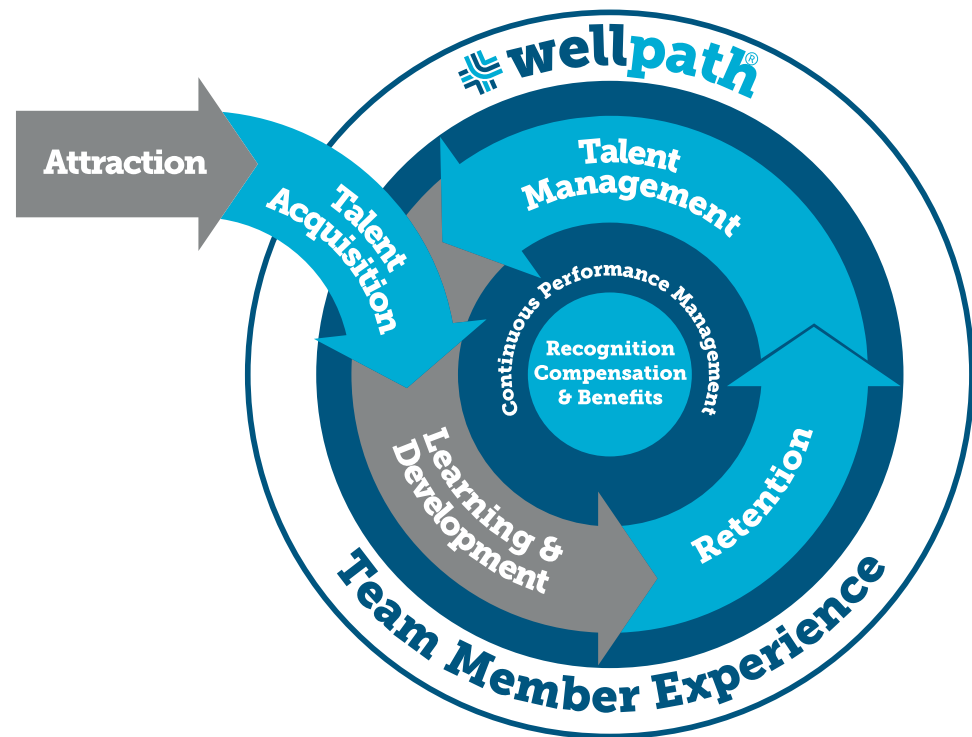 wellpath®
Attraction
Talent
Acquisition
Talent
Management
Continuous Performance Management
Recognition
Compensation
& Benefits
Learning &
Development
Retention
Team Member Experience